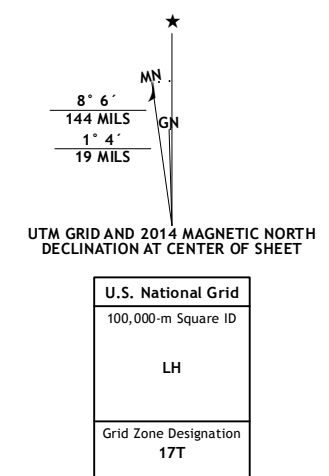 MN
8° 6´
144 MILS
GN
1° 4´
19 MILS
UTM GRID AND 2014 MAGNETIC NORTH
DECLINATION AT CENTER OF SHEET
U.S. National Grid
100,000-m Square ID
LH
Grid Zone Designation
17T